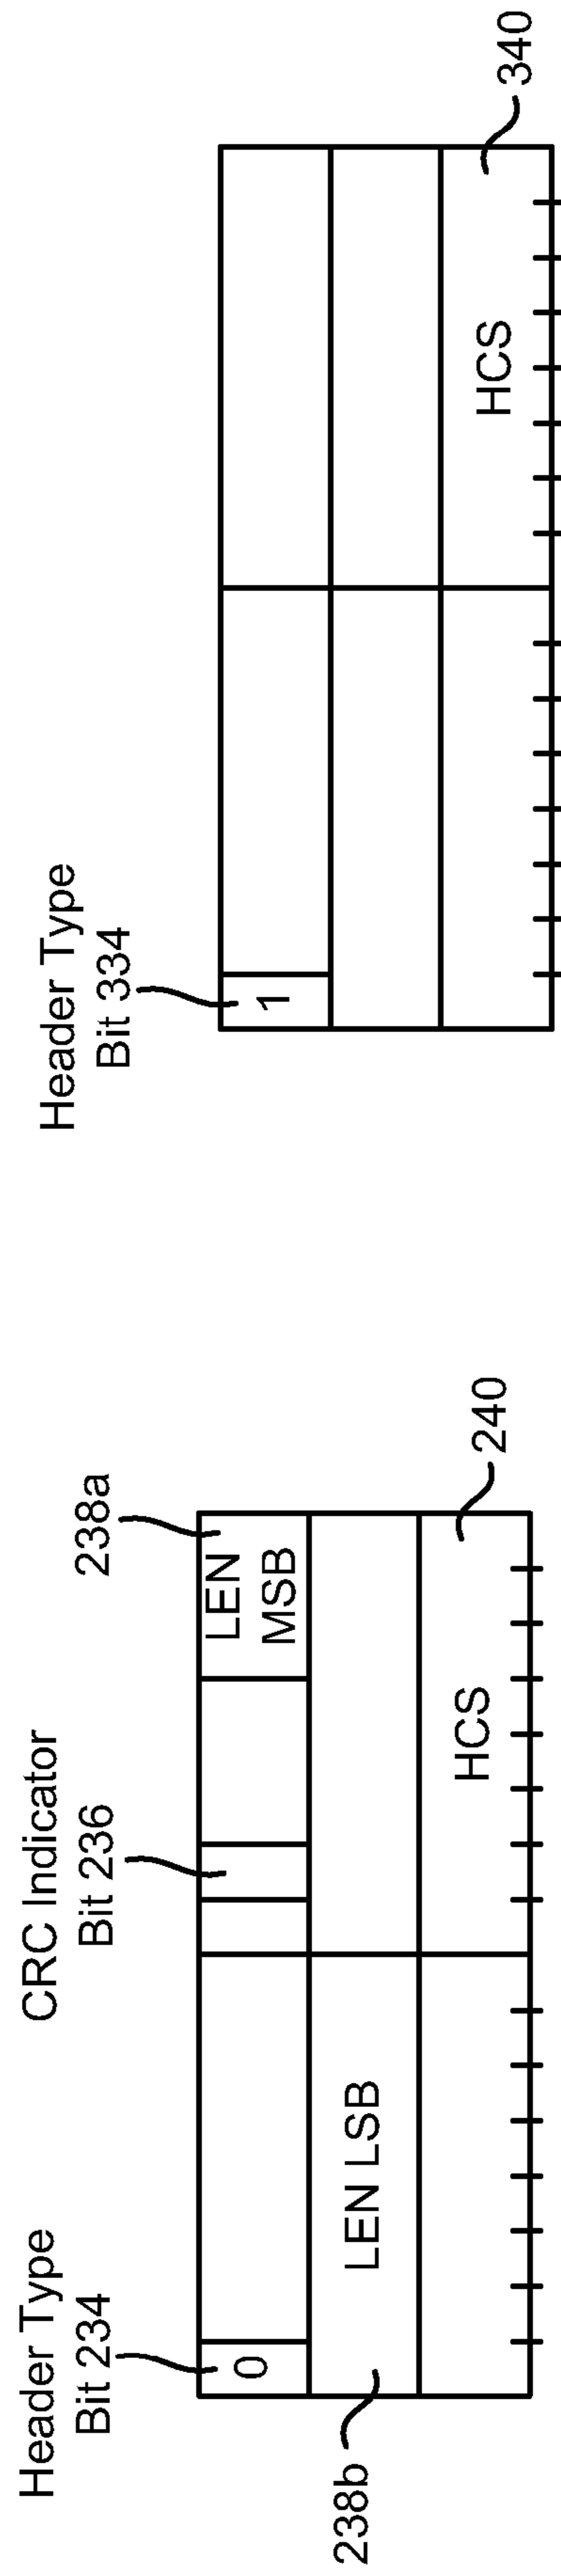 Header Type
Bit 234
CRC Indicator
Bit 236
238a
0
LEN
MSB
LEN LSB
238b
HCS
240
Header Type
Bit 334
1
HCS
340